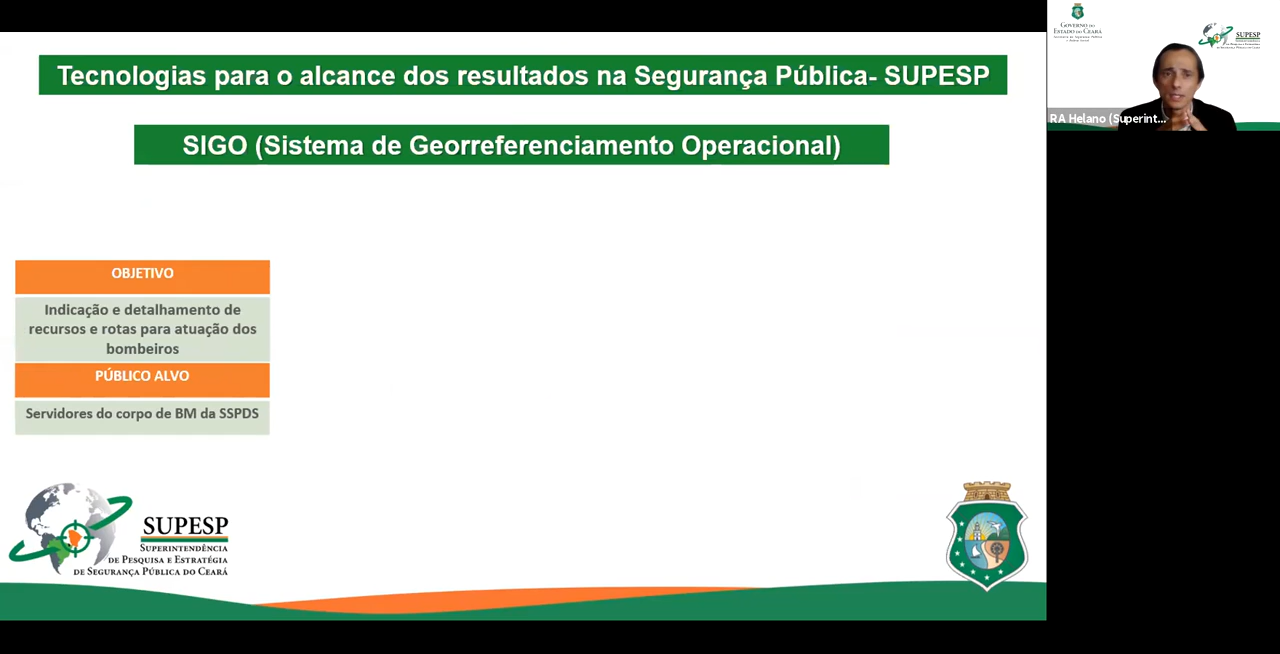 Tecnologias para o alcance dos resultados na Segurança Pública- SUPESP
SIGO (Sistema de Georreferenciamento Operacional)
OBJETIVO
Indicação e detalhamento de
recursos e rotas para atuação dos
bombeiros
PÚBLICO ALVO
Servidores do corpo de BM da SSPDS
SUPESP
SUPERINTENDÊNCIA
DE PESQUISA E ESTRATÉGIA
DE SEGURANÇA PÚBLICA DO CEARÁ
GOVERNO DO
ESTADO DO CEARÁ
SUPESP
RA Helano (Superint...